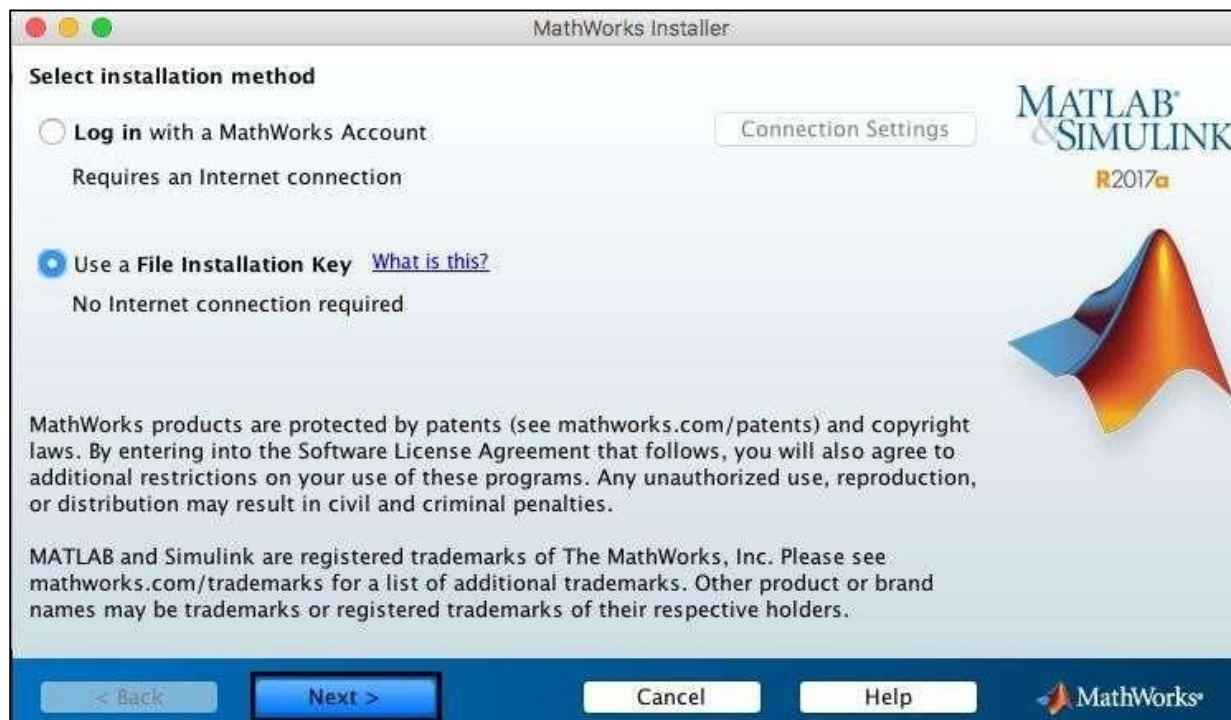 MathWorks Installer
Select installation method
Log in with a MathWorks Account
Connection Settings
Requires an Internet connection
Use a File Installation Key What is this?
No Internet connection required
MATLAB®
&SIMULINK
R2017a
MathWorks products are protected by patents (see mathworks.com/patents) and copyright
laws. By entering into the Software License Agreement that follows, you will also agree to
additional restrictions on your use of these programs. Any unauthorized use, reproduction,
or distribution may result in civil and criminal penalties.
MATLAB and Simulink are registered trademarks of The MathWorks, Inc. Please see
mathworks.com/trademarks for a list of additional trademarks. Other product or brand
names may be trademarks or registered trademarks of their respective holders.
< Back
Next >
Cancel
Help
MathWorks®